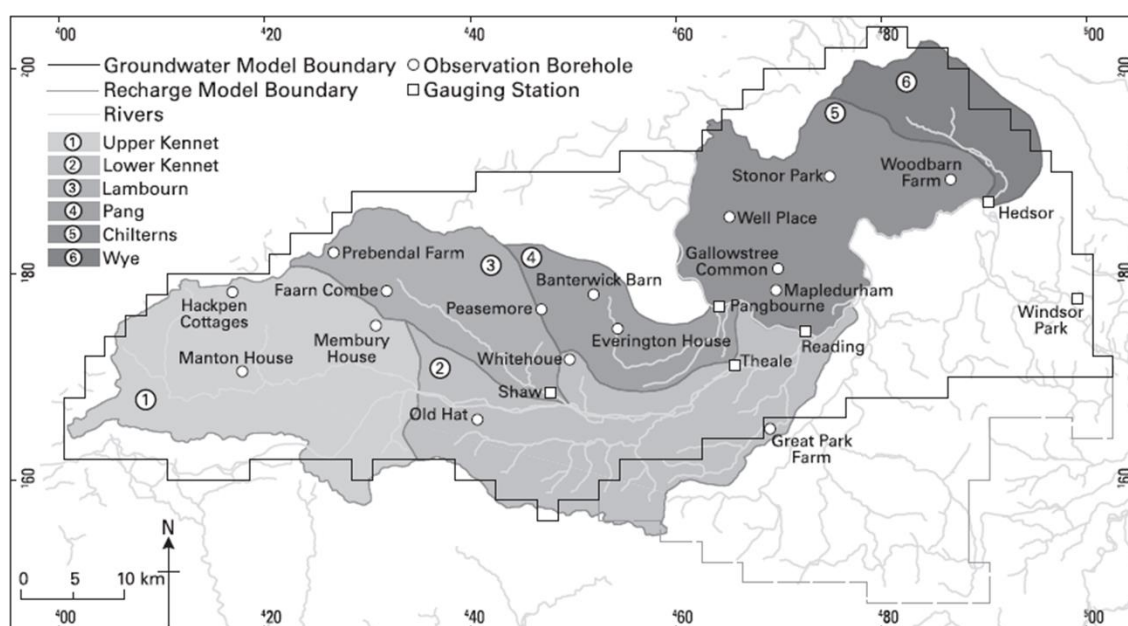 ⁴00 ⁴20 ⁴40 ⁴60 ⁴80 ⁵00
200
200
Groundwater Model Boundary
Observation Borehole
Recharge Model Boundary
Gauging Station
Rivers
1 Upper Kennet
2 Lower Kennet
3 Lambourn
4 Pang
5 Chilterns
6 Wye
6
5
Woodbarn
Farm
Stonor Park
Hedsor
Well Place
Gallowstree
Common
180
180
Prebendal Farm
3
4
Banterwick Barn
Mapledurham
Faarn Combe
Hackpen
Cottages
Peasemore
Pangbourne
Windsor
Park
Membury
House
Everington House
Reading
Manton House
Whitehoue
Theale
2
Shaw
1
Old Hat
Great Park
Farm
160
160
N
0 5 10 km
⁴00 ⁴20 ⁴40 ⁴60 ⁴80 ⁵00